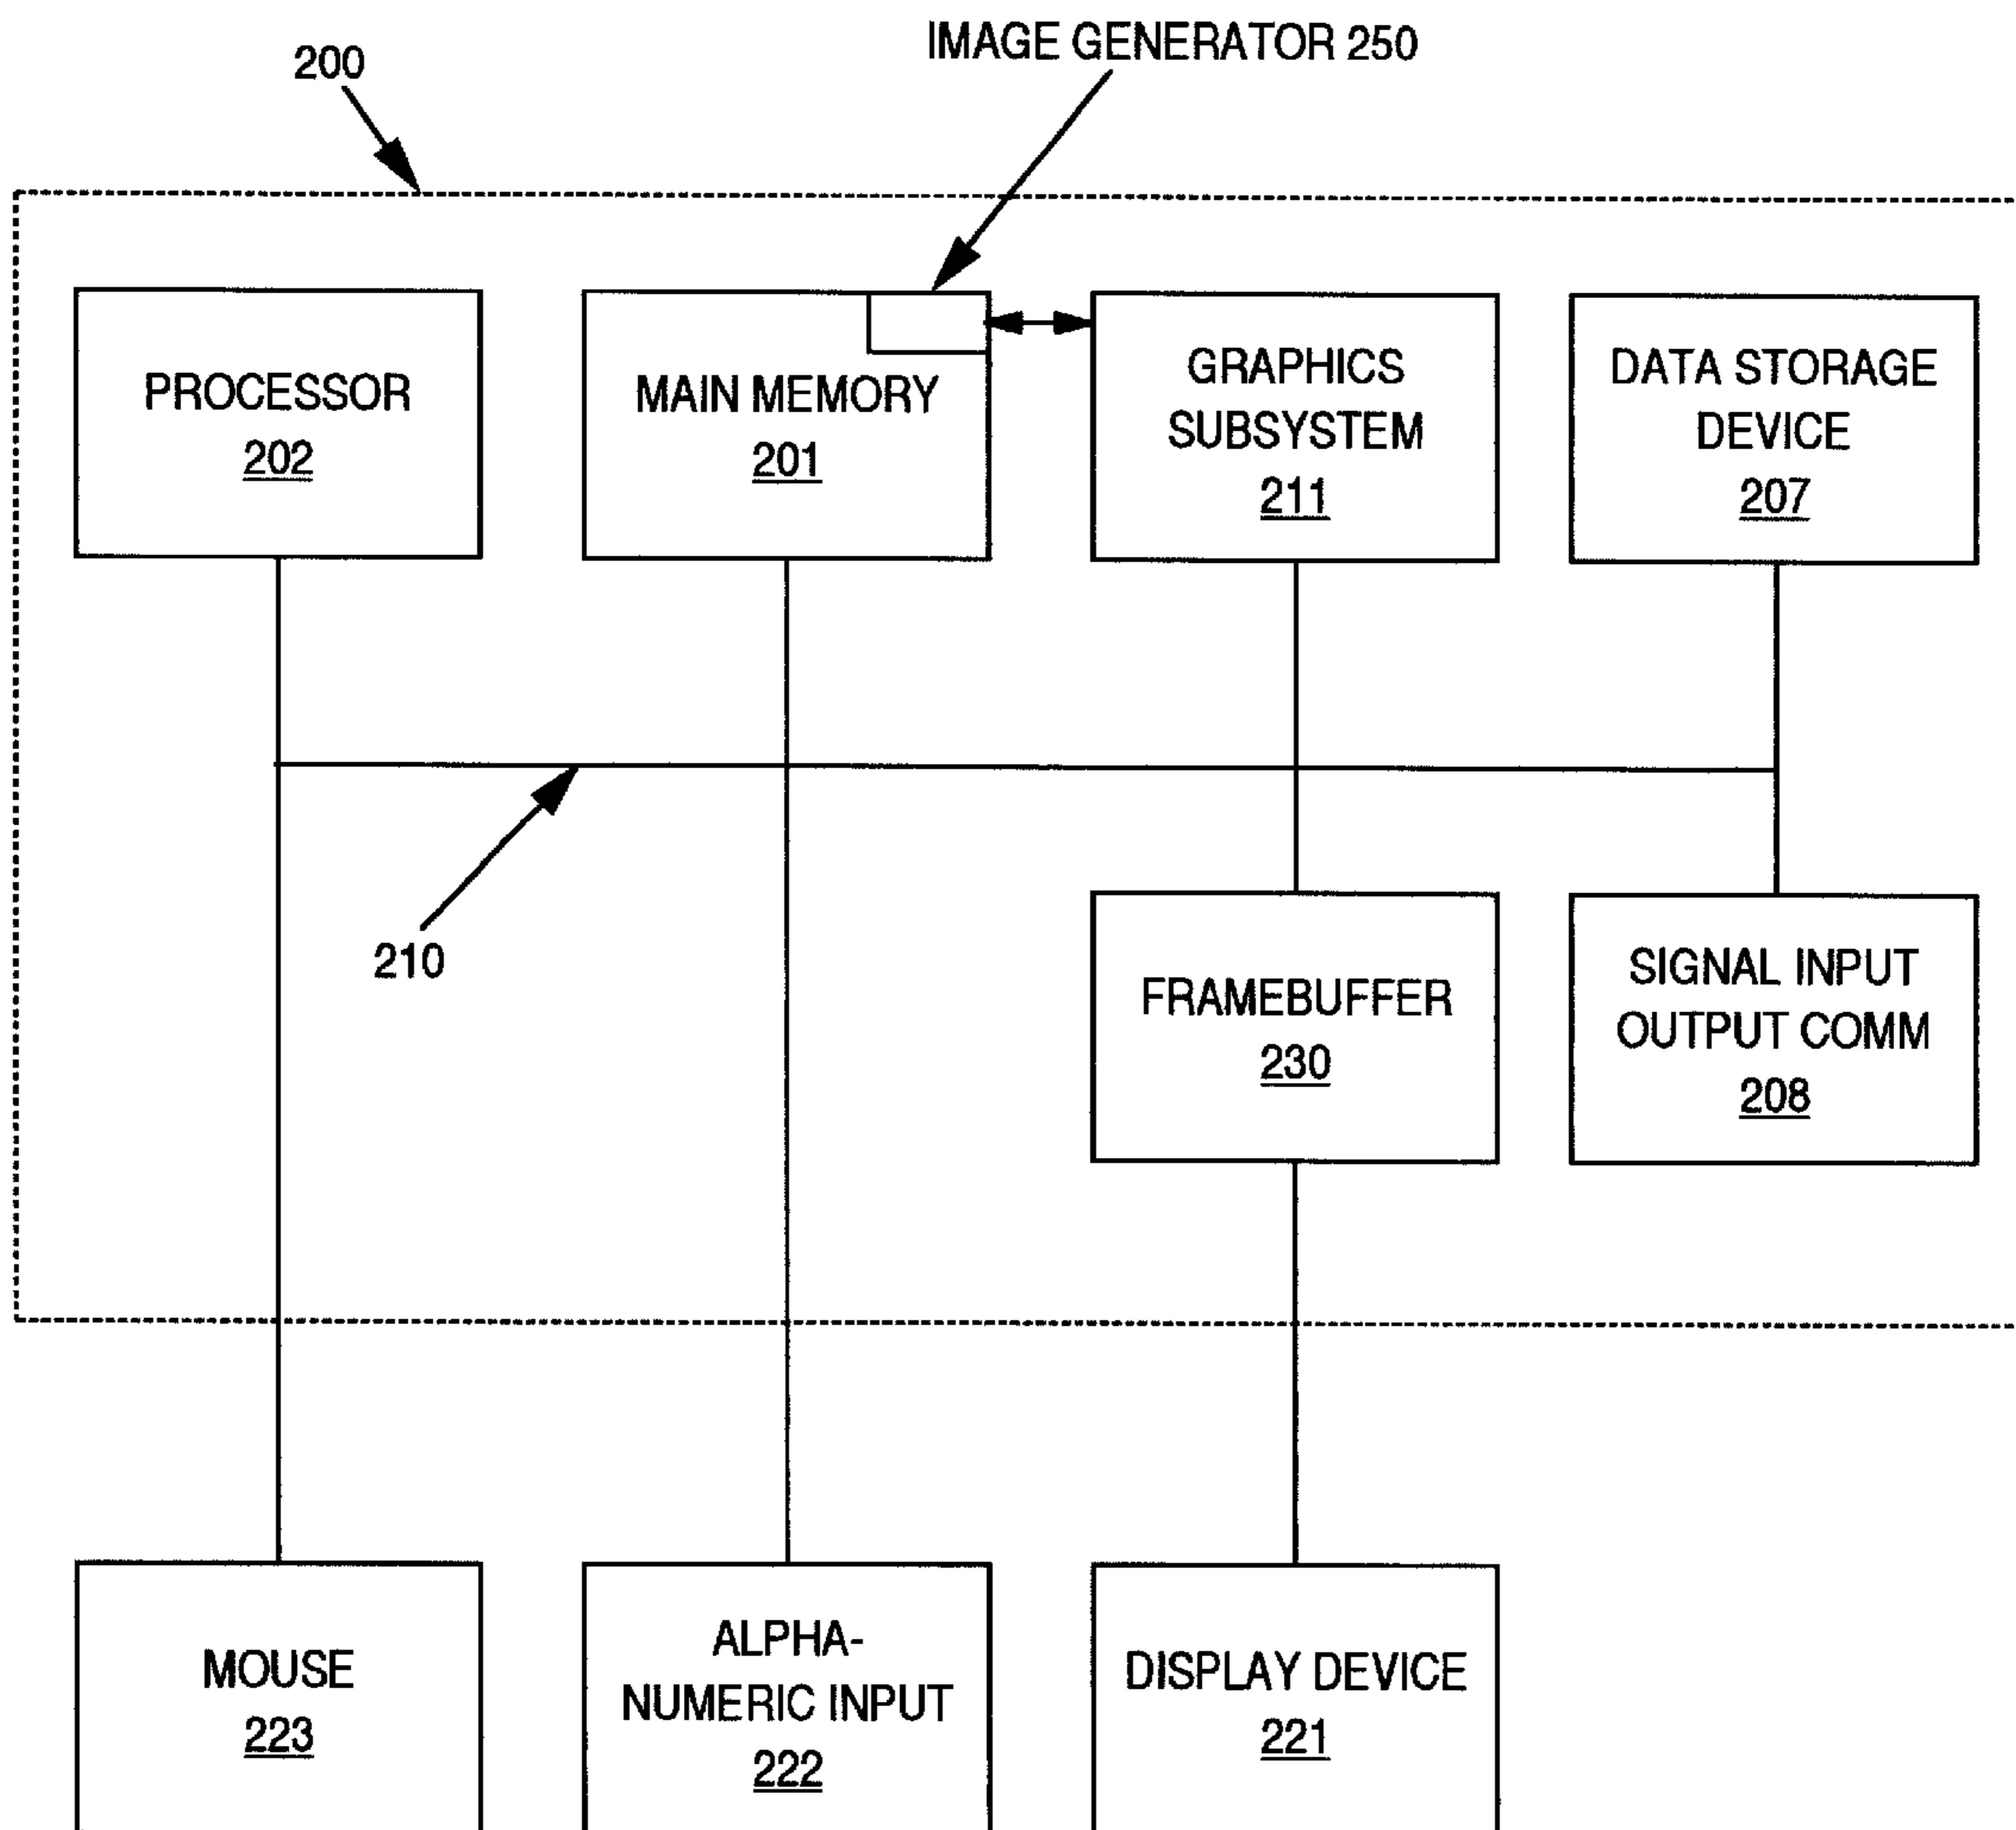 IMAGE GENERATOR 250
200
PROCESSOR
202
MAIN MEMORY
201
GRAPHICS
SUBSYSTEM
211
DATA STORAGE
DEVICE
207
210
FRAMEBUFFER
230
SIGNAL INPUT
OUTPUT COMM
208
MOUSE
223
ALPHA-
NUMERIC INPUT
222
DISPLAY DEVICE
221